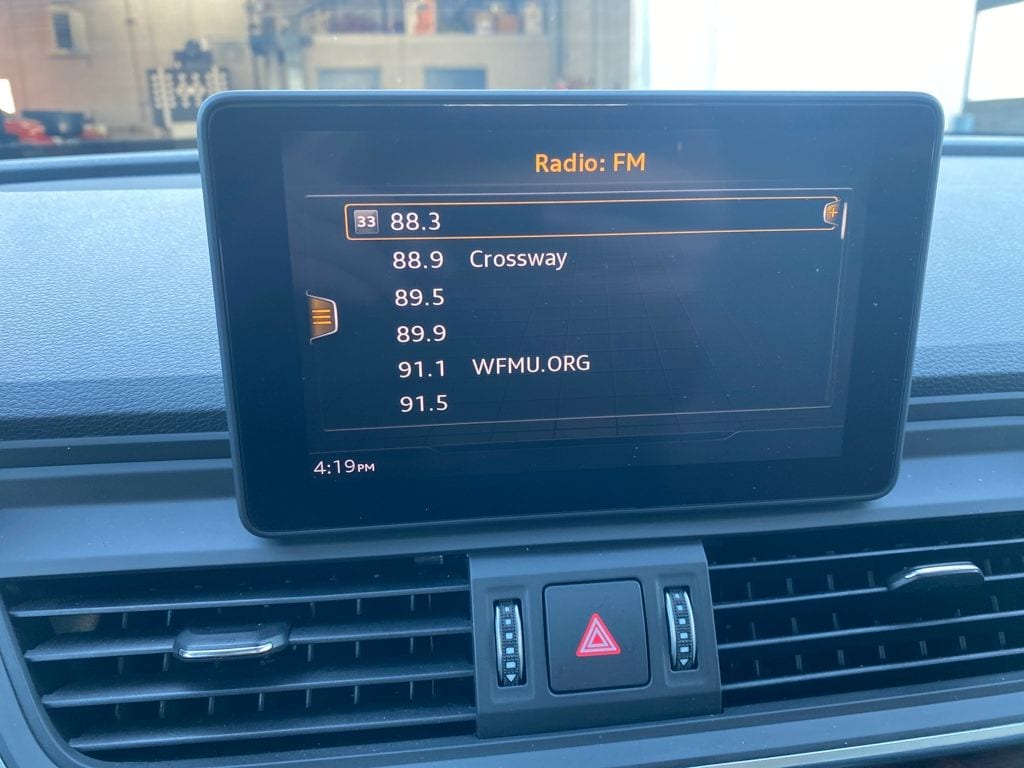 Radio: FM
33 88.3
88.9 Crossway
89.5
89.9
91.1 WFMU.ORG
91.5
4:19PM